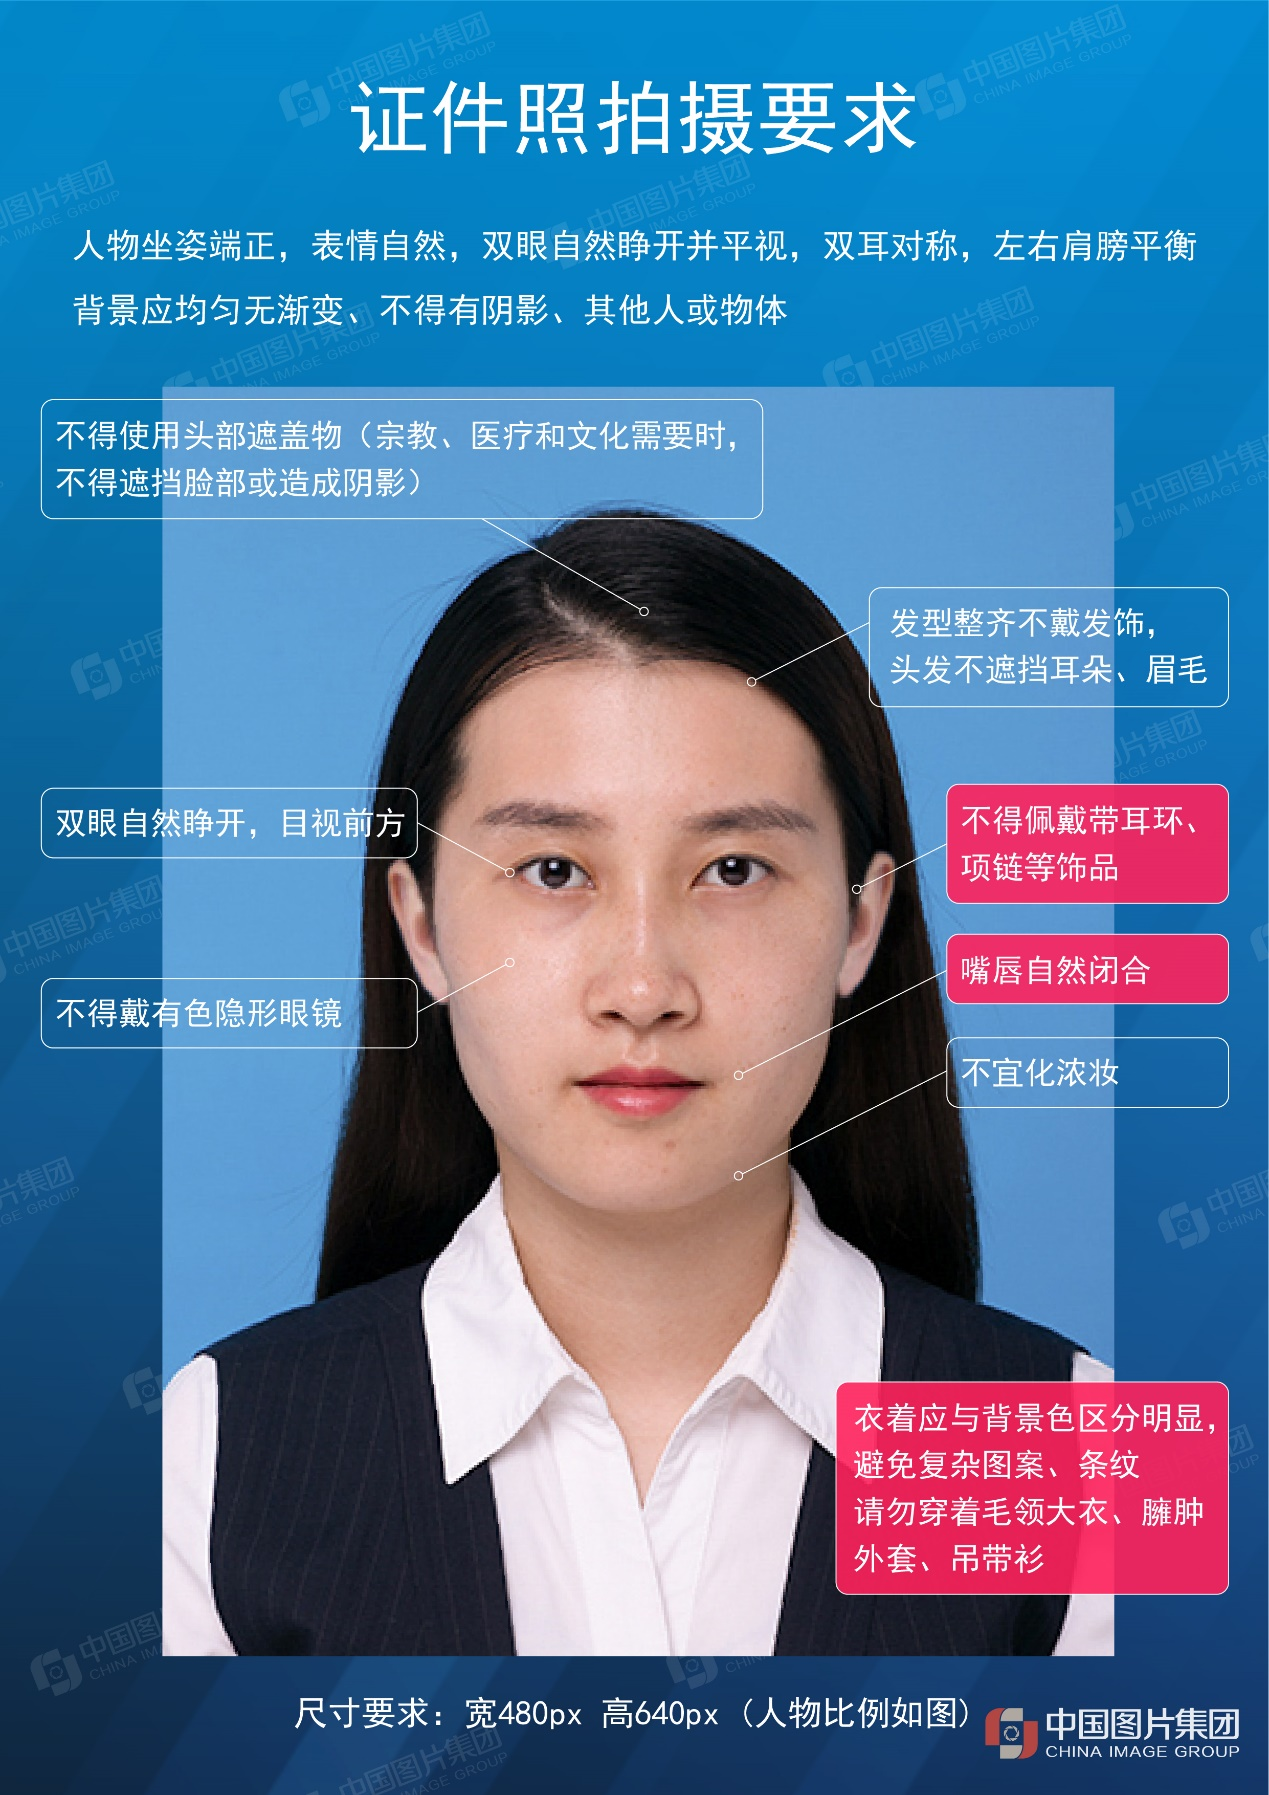 证件照拍摄要求
人物坐姿端正，表情自然，双眼自然睁开并平视，双耳对称，左右肩膀平衡
背景应均匀无渐变、不得有阴影、其他人或物体
不得使用头部遮盖物（宗教、医疗和文化需要时，
不得遮挡脸部或造成阴影）
发型整齐不戴发饰，
头发不遮挡耳朵、眉毛
双眼自然睁开，目视前方
不得佩戴带耳环、
项链等饰品
嘴唇自然闭合
不得戴有色隐形眼镜
不宜化浓妆
衣着应与背景色区分明显，
避免复杂图案、条纹
请勿穿着毛领大衣、臃肿
外套、吊带衫
尺寸要求：宽480px 高640px（人物比例如图）
中国图片集团
CHINA IMAGE GROUP